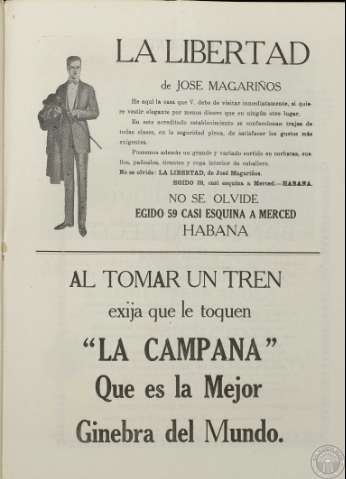 LA LIBERTAD
de JOSE MAGARIÑOS
He aquí la casa que V. debe de visitar inmediatamente, si quie-
re vestir elegante por menos dinero que en ningún otro lugar.
En este acreditado establecimiento se confeccionan trajes de
todas clases, en la seguridad plena, de satisfacer los gustos más
exigentes.
Poseemos además un grande y variado surtido en corbatas, cue-
llos, pañuelos, tirantes y ropa interior de caballero.
No se olvide: LA LIBERTAD, de José Magariños.
EGIDO 59, casi esquina a Merced.—HABANA.
NO SE OLVIDE
EGIDO 59 CASI ESQUINA A MERCED
HABANA
AL TOMAR UN TREN
exija que le toquen
“LA CAMPANA”
Que es la Mejor
Ginebra del Mundo.